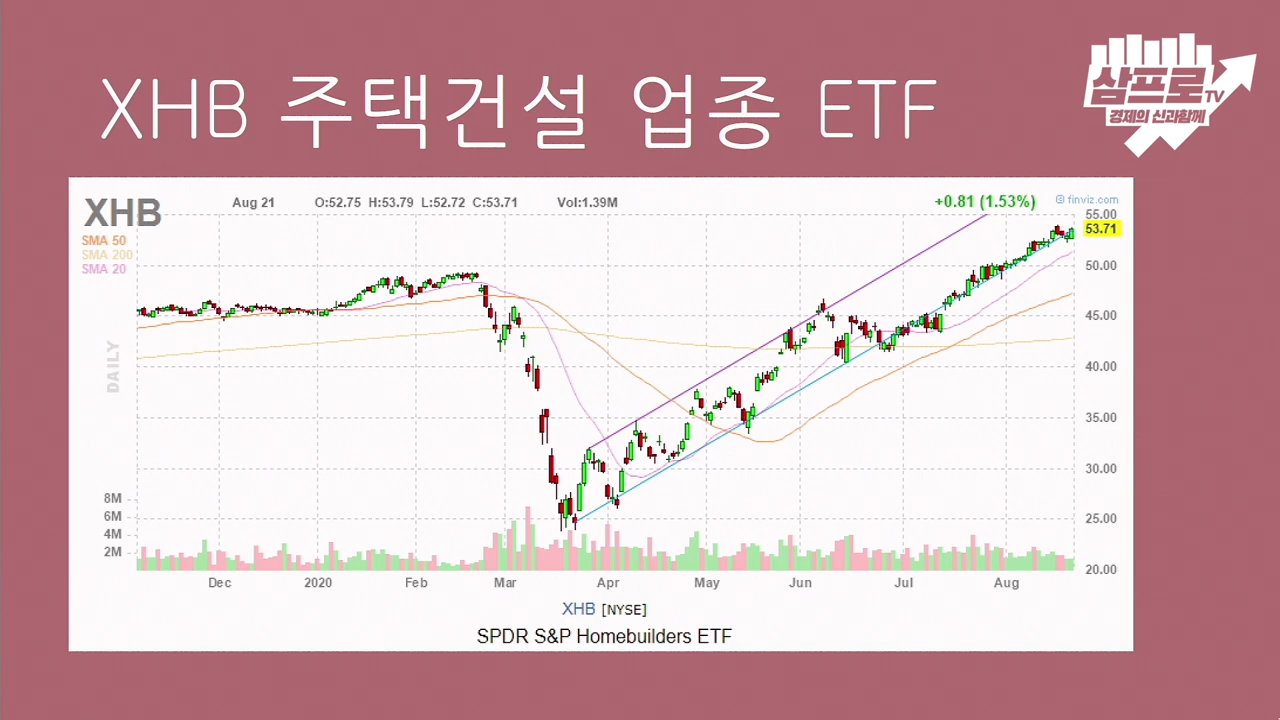 XHB 주택건설 업종 ETF
삼프로TV
경제의 신과함께
XHB
Aug 21 O:52.75 H:53.79 L:52.72 C:53.71 Vol:1.39M
+0.81 (1.53%)
© finviz.com
SMA 50
SMA 200
SMA 20
55.00
53.71
50.00
45.00
40.00
35.00
30.00
25.00
20.00
DAILY
8M
6M
4M
2M
Dec 2020 Feb Mar Apr May Jun Jul Aug
XHB [NYSE]
SPDR S&P Homebuilders ETF